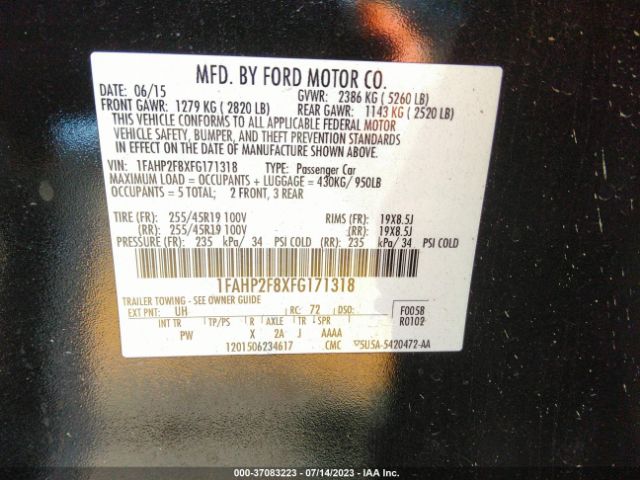 MFD. BY FORD MOTOR CO.
DATE: 06/15 GVWR: 2386 KG ( 5260 LB)
FRONT GAWR: 1279 KG ( 2820 LB) REAR GAWR: 1143 KG ( 2520 LB)
THIS VEHICLE CONFORMS TO ALL APPLICABLE FEDERAL MOTOR
VEHICLE SAFETY, BUMPER, AND THEFT PREVENTION STANDARDS
IN EFFECT ON THE DATE OF MANUFACTURE SHOWN ABOVE.
VIN: 1FAHP2F8XFG171318 TYPE: Passenger Car
MAXIMUM LOAD = OCCUPANTS + LUGGAGE = 430KG/ 950LB
OCCUPANTS = 5 TOTAL; 2 FRONT, 3 REAR
TIRE (FR): 255/45R19 100V RIMS (FR): 19X8.5J
(RR): 255/45R19 100V (RR): 19X8.5J
PRESSURE (FR): 235 kPa/ 34 PSI COLD (RR): 235 kPa/ 34 PSI COLD
1FAHP2F8XFG171318
TRAILER TOWING - SEE OWNER GUIDE
EXT PNT: UH RC: 72 DSO: F0058
R0102
INT TR TP/PS R AXLE TR SPR
PW X 2A J AAAA
1201506234617 CMC ▽SUSA-5420472-AA
000-37083223 - 07/14/2023 - IAA Inc.